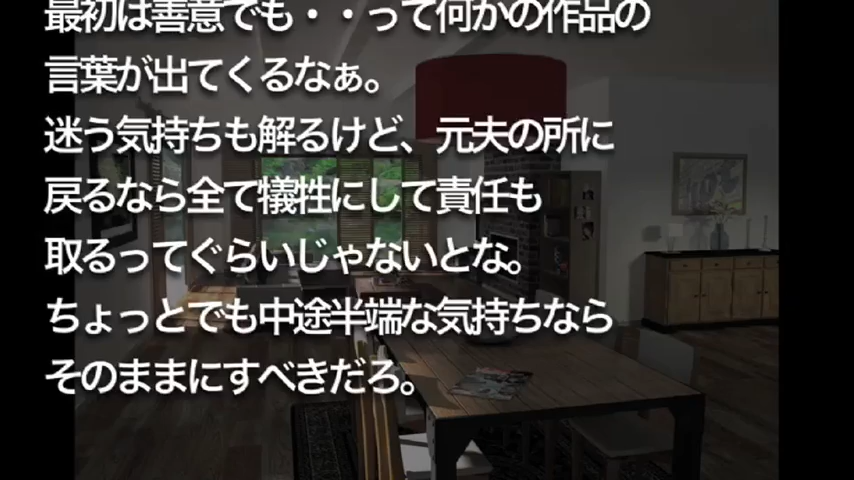 最初は善意でも・・って何かの作品の
言葉が出てくるなぁ。
迷う気持ちも解るけど、元夫の所に
戻るなら全て犠牲にして責任も
取るってぐらいじゃないとな。
ちょっとでも中途半端な気持ちなら
そのままにすべきだろ。